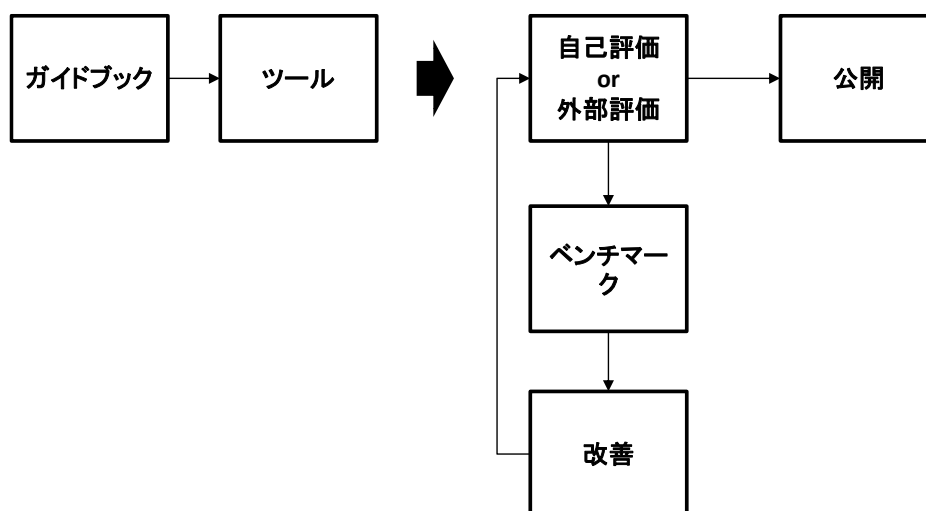 ガイドブック
ツール
自己評価
or
外部評価
公開
ベンチマー
ク
改善